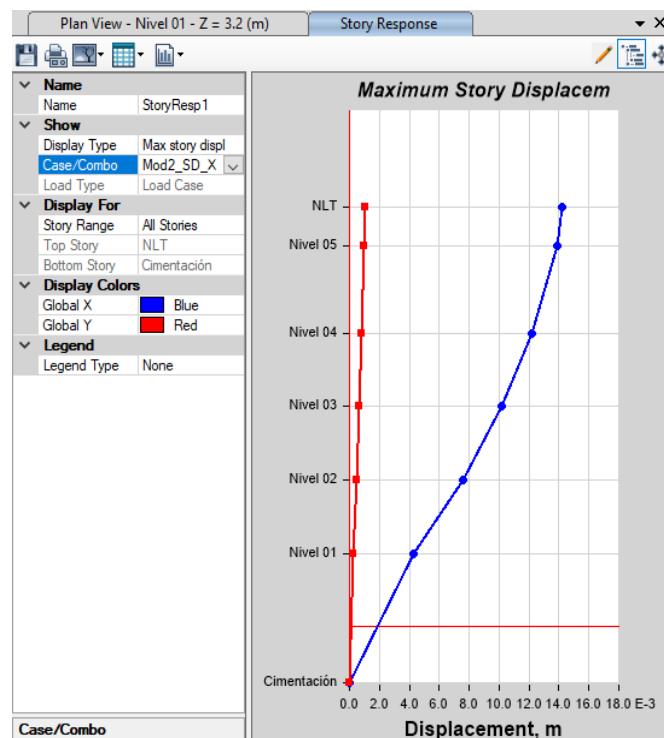 Plan View - Nivel 01 - Z = 3.2 (m)
Story Response
Name
Name StoryResp1
Show
Display Type Max story displ
Case/Combo Mod2_SD_X
Load Type Load Case
Display For
Story Range All Stories
Top Story NLT
Bottom Story Cimentación
Display Colors
Global X Blue
Global Y Red
Legend
Legend Type None
Case/Combo
Maximum Story Displacem
NLT
Nivel 05
Nivel 04
Nivel 03
Nivel 02
Nivel 01
Cimentación
0.0 2.0 4.0 6.0 8.0 10.0 12.0 14.0 16.0 18.0 E-3
Displacement, m